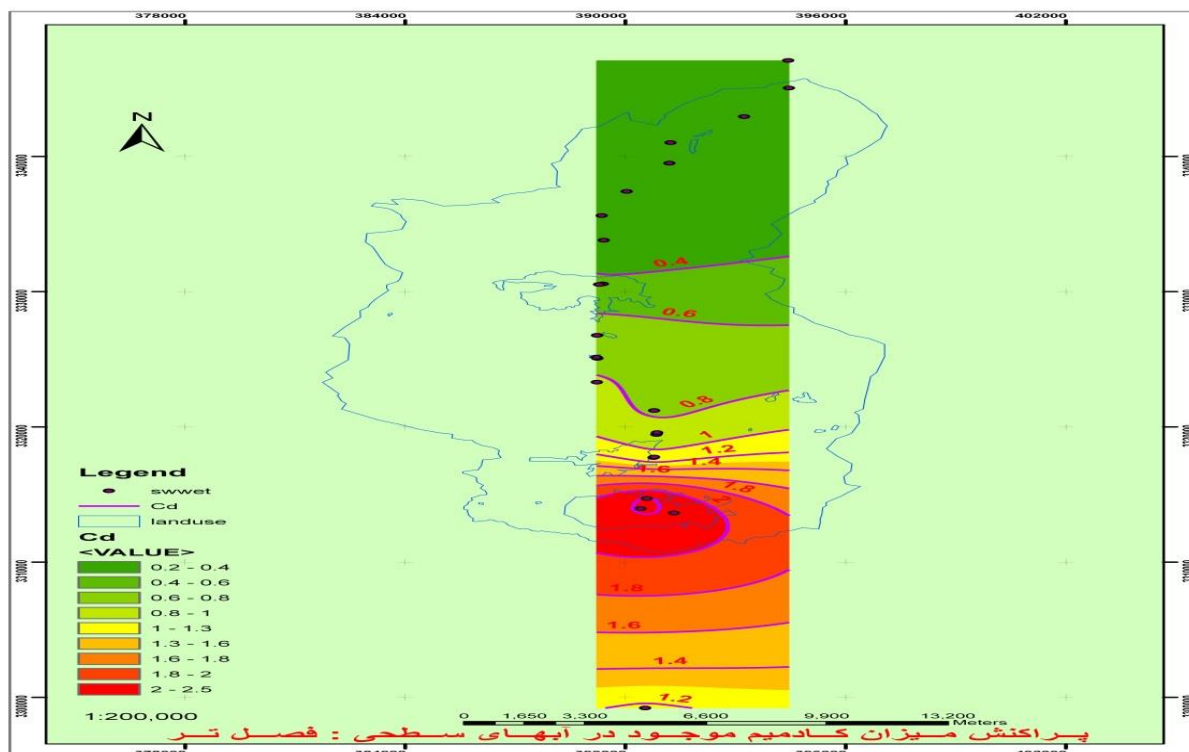 378000 384000 390000 396000 402000
N
0.4
0.6
0.8
1
1.2
1.4
1.6
1.8
2
1.8
1.6
1.4
1.2
Legend
swwet
Cd
landuse
Cd
<VALUE>
0.2 - 0.4
0.4 - 0.6
0.6 - 0.8
0.8 - 1
1 - 1.3
1.3 - 1.6
1.6 - 1.8
1.8 - 2
2 - 2.5
1:200,000
0 1,650 3,300 6,600 9,900 13,200
Meters
پراکنش میزان کادمیم موجود در آبهای سطحی : فصل تر